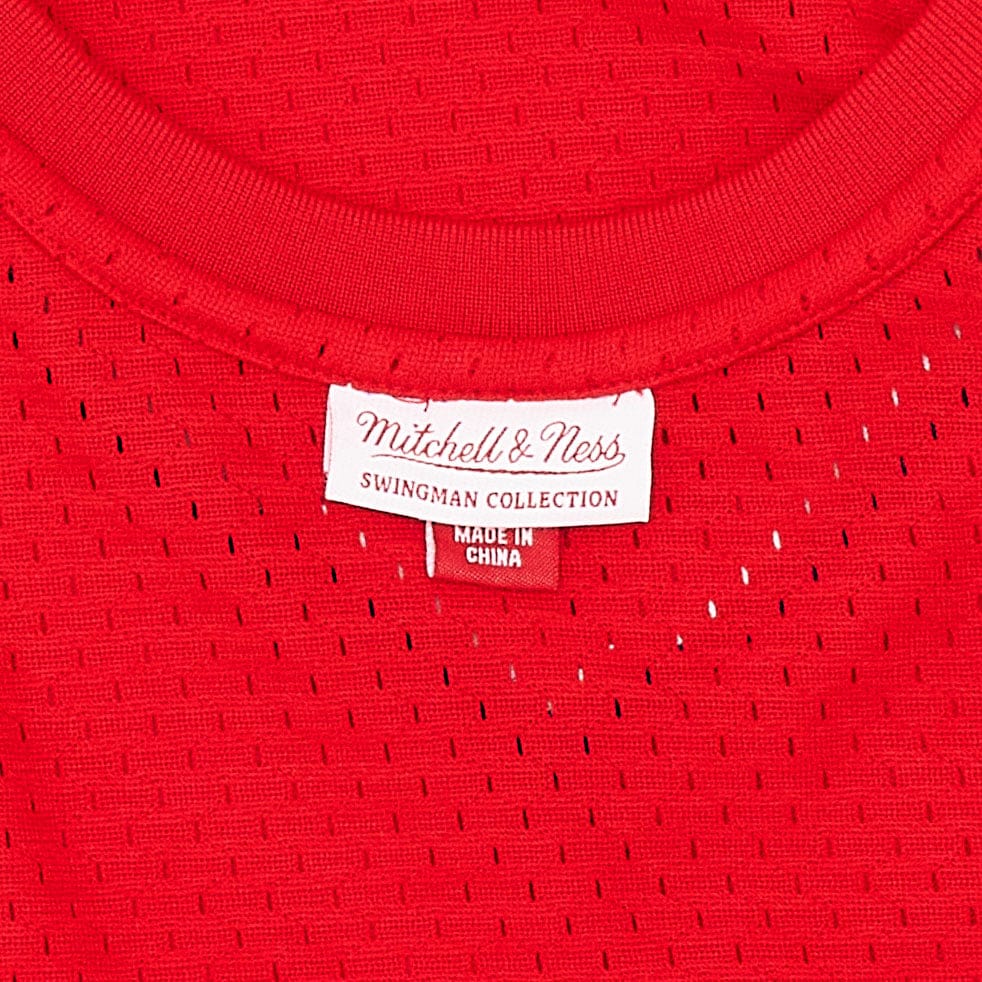 Mitchell & Ness
SWINGMAN COLLECTION
MADE IN
CHINA